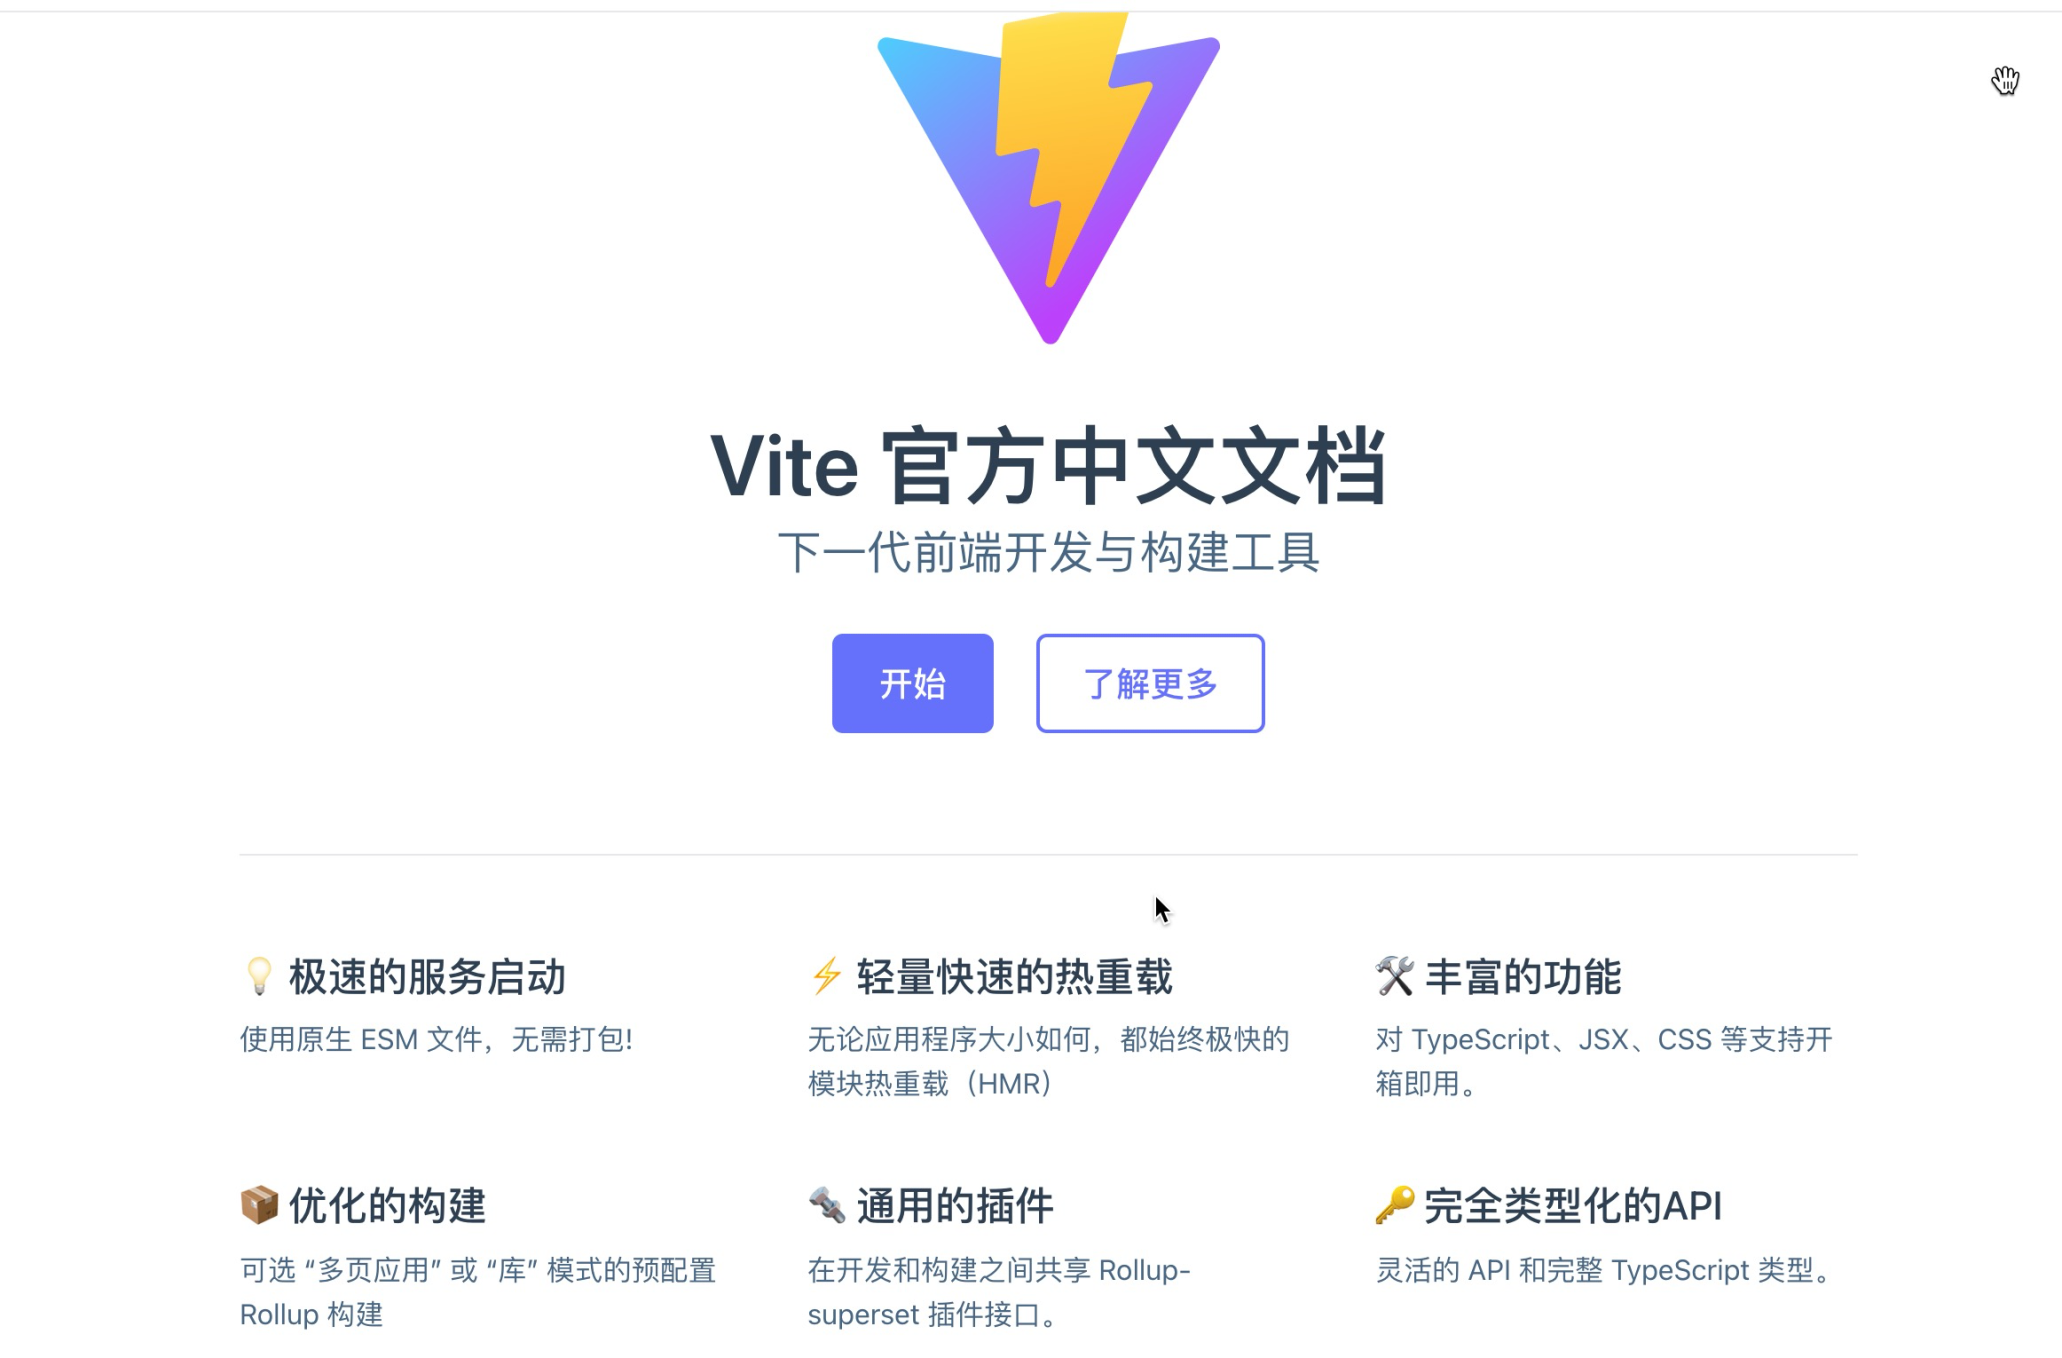 Vite 官方中文文档
下一代前端开发与构建工具
开始
了解更多
极速的服务启动
使用原生 ESM 文件，无需打包!
轻量快速的热重载
无论应用程序大小如何，都始终极快的
模块热重载（HMR）
丰富的功能
对 TypeScript、JSX、CSS 等支持开
箱即用。
优化的构建
可选 “多页应用” 或 “库” 模式的预配置
Rollup 构建
通用的插件
在开发和构建之间共享 Rollup-
superset 插件接口。
完全类型化的API
灵活的 API 和完整 TypeScript 类型。